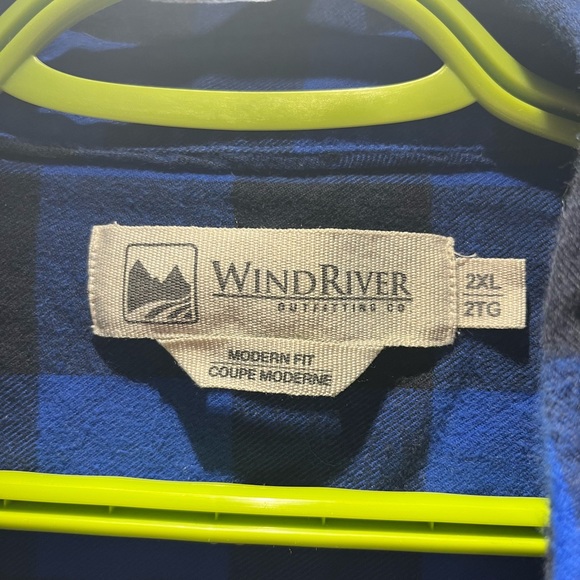 WINDRIVER
OUTFITTING CO
2XL
2TG
MODERN FIT
COUPE MODERNE